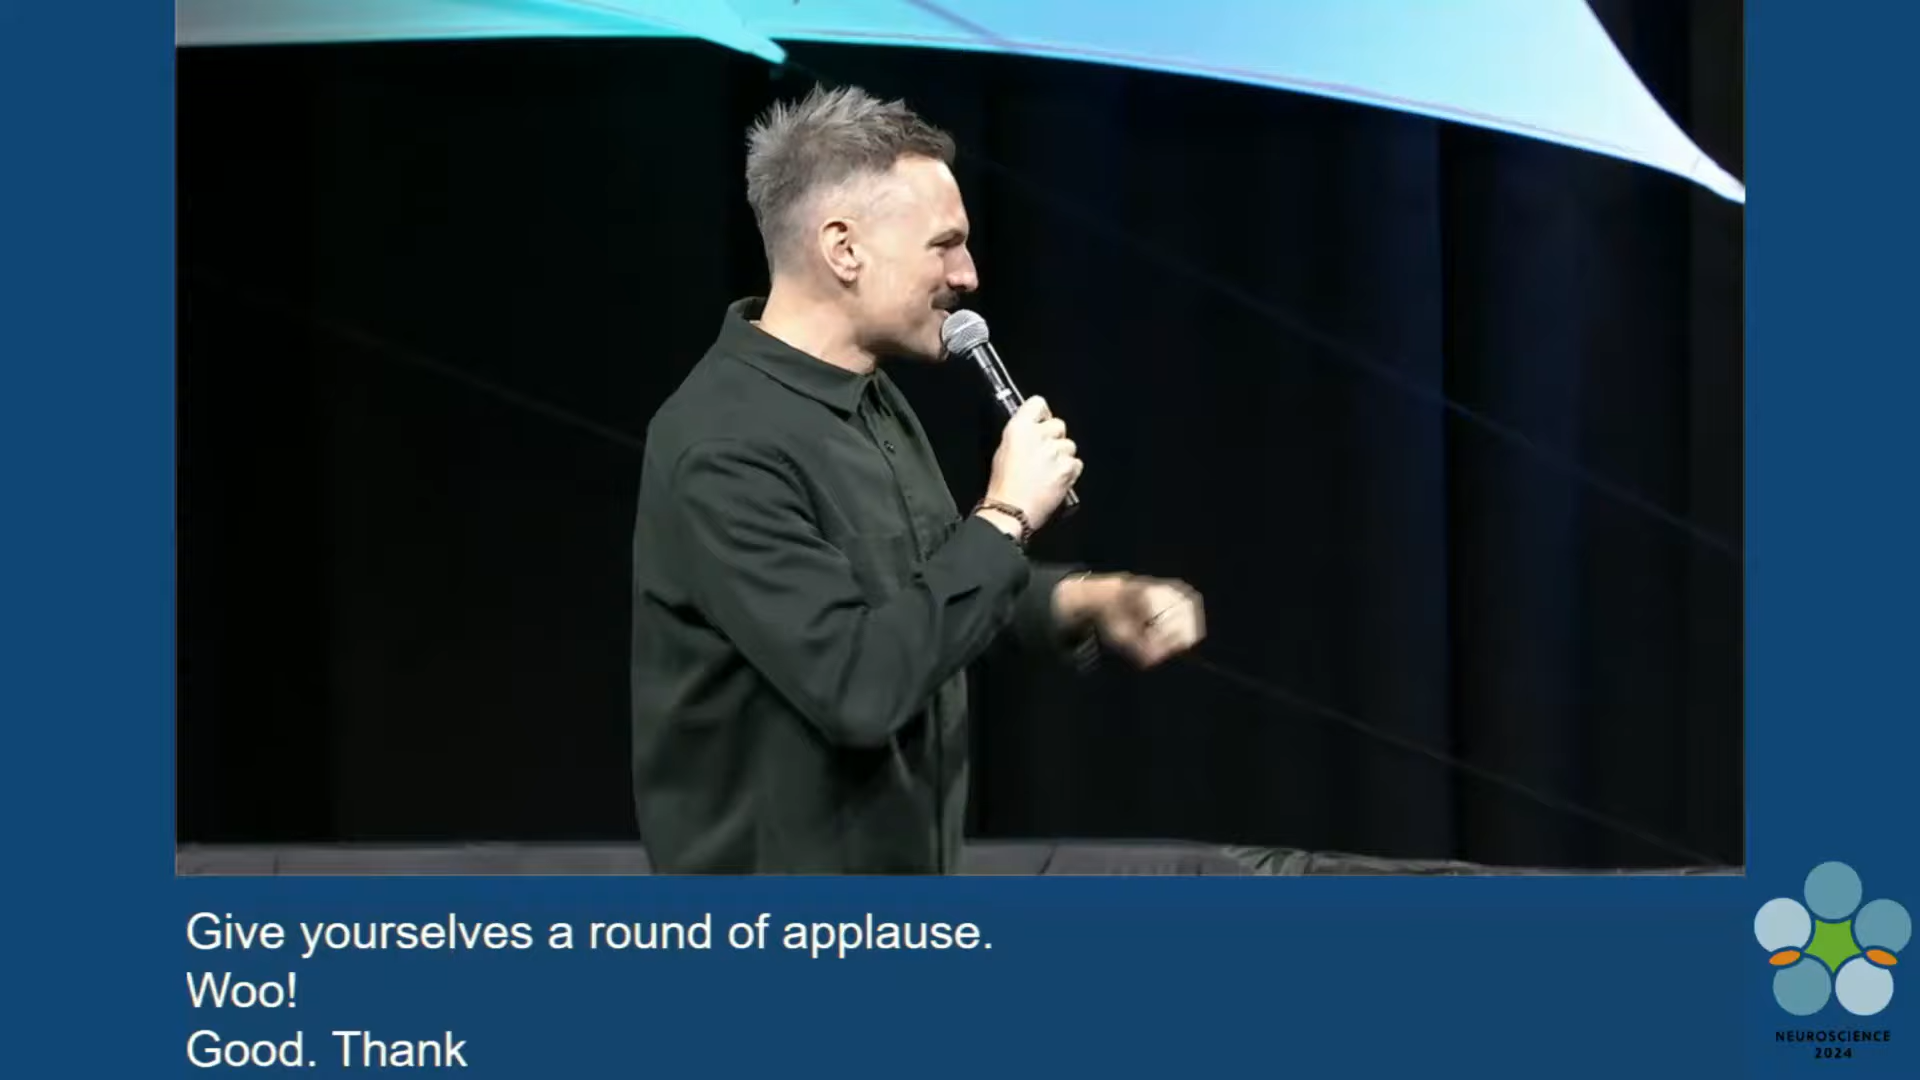 Give yourselves a round of applause.
Woo!
Good. Thank
NEUROSCIENCE
2024